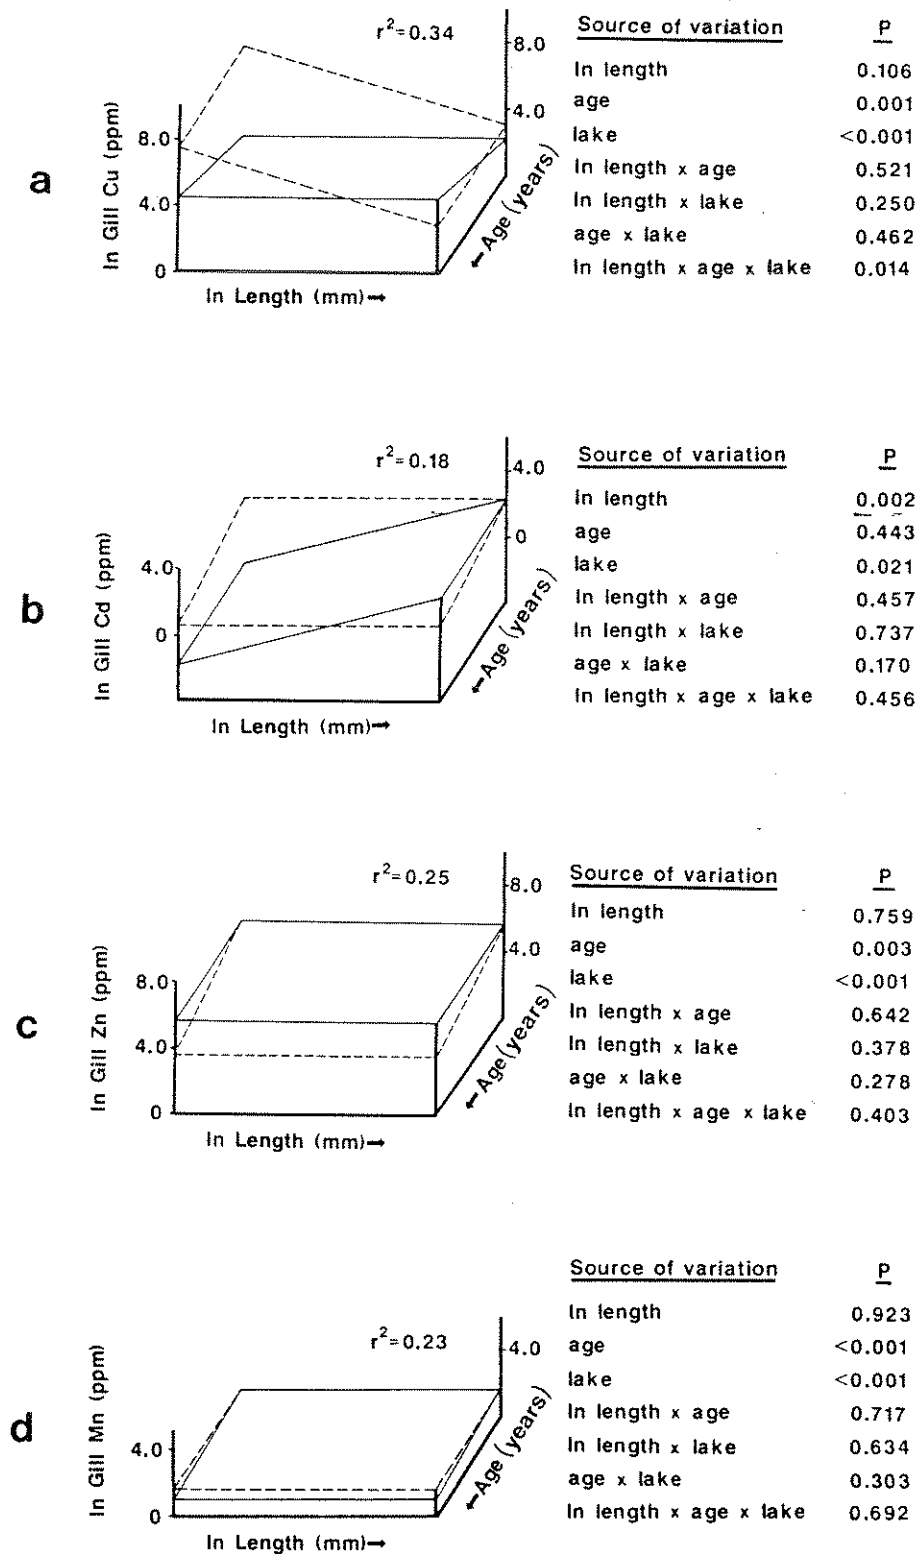 a
r²=0.34
8.0
4.0
ln Gill Cu (ppm)
8.0
4.0
0
ln Length (mm)→
←Age (years)
Source of variation P
ln length 0.106
age 0.001
lake <0.001
ln length x age 0.521
ln length x lake 0.250
age x lake 0.462
ln length x age x lake 0.014
b
r²=0.18
4.0
0
ln Gill Cd (ppm)
4.0
0
ln Length (mm)→
←Age (years)
Source of variation P
ln length 0.002
age 0.443
lake 0.021
ln length x age 0.457
ln length x lake 0.737
age x lake 0.170
ln length x age x lake 0.456
c
r²=0.25
8.0
4.0
ln Gill Zn (ppm)
8.0
4.0
0
ln Length (mm)→
←Age (years)
Source of variation P
ln length 0.759
age 0.003
lake <0.001
ln length x age 0.642
ln length x lake 0.378
age x lake 0.278
ln length x age x lake 0.403
d
r²=0.23
4.0
ln Gill Mn (ppm)
4.0
0
ln Length (mm)→
←Age (years)
Source of variation P
ln length 0.923
age <0.001
lake <0.001
ln length x age 0.717
ln length x lake 0.634
age x lake 0.303
ln length x age x lake 0.692